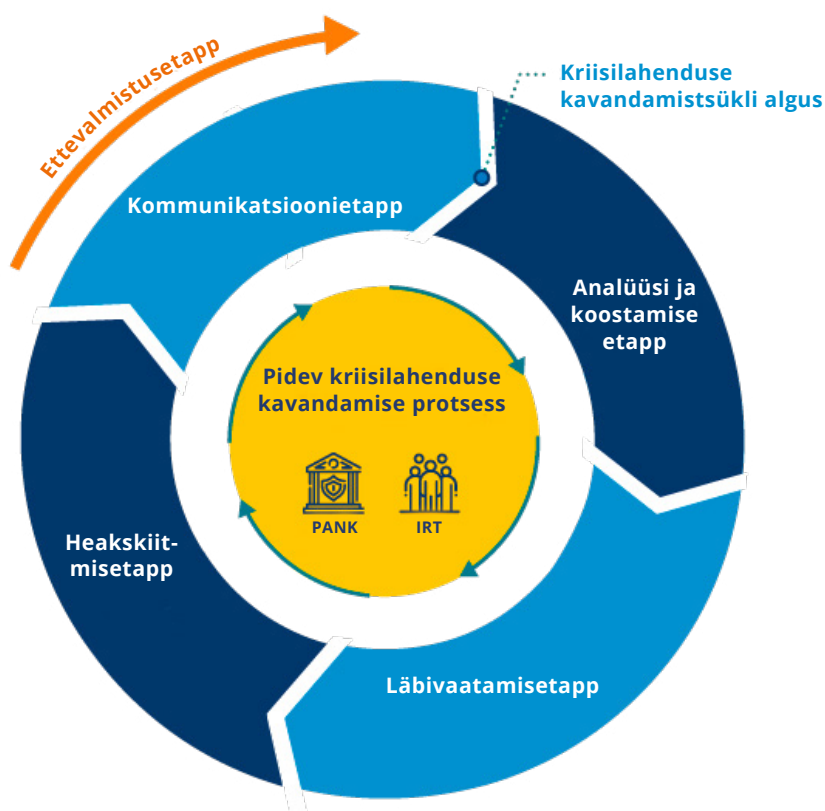 Ettevalmistusetapp
Kriisilahenduse
kavandamistsükli algus
Kommunikatsioonietapp
Analüüsi ja
koostamise
etapp
Pidev kriisilahenduse
kavandamise protsess
PANK
IRT
Heakskiit-
misetapp
Läbivaatamisetapp